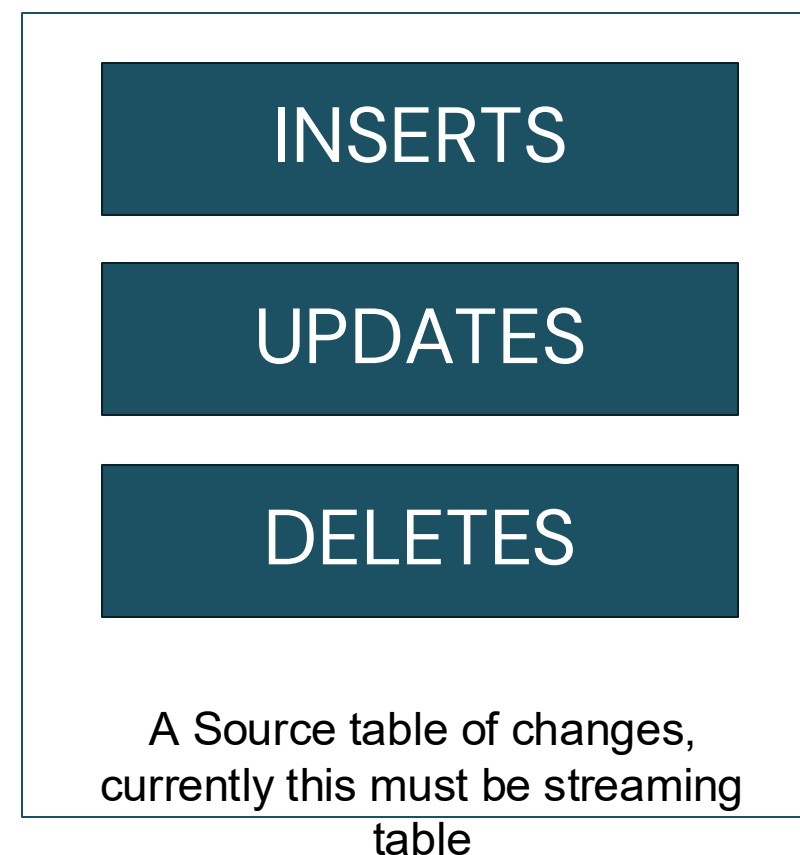 INSERTS
UPDATES
DELETES
A Source table of changes,
currently this must be streaming
table